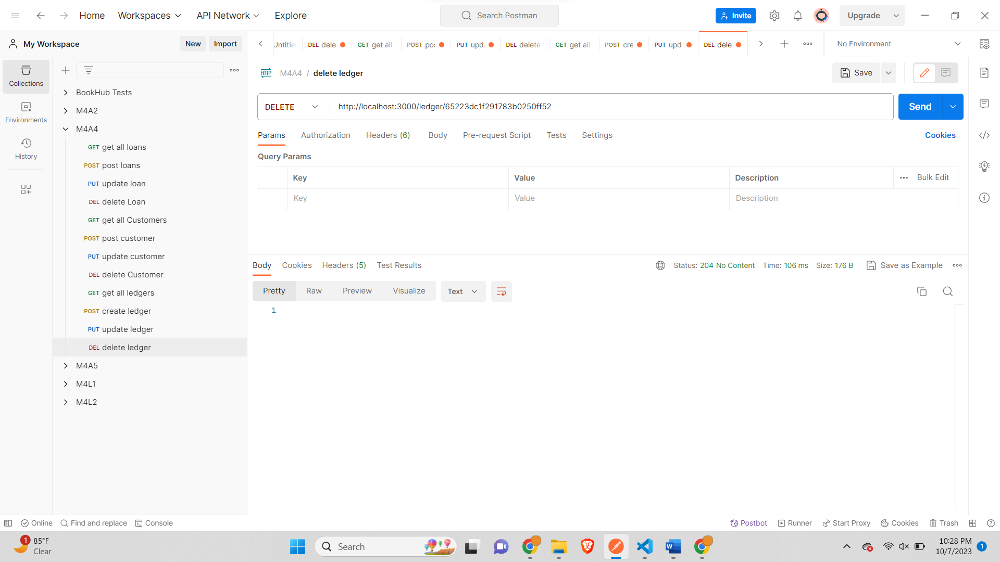 Home Workspaces API Network Explore Search Postman Invite Upgrade
My Workspace New Import
Untitle DEL dele GET get all POST po: PUT upd DEL delete GET get all POST cre PUT upd DEL dele No Environment
HTTP M4A4 / delete ledger Save
DELETE http://localhost:3000/ledger/65223dc1f291783b0250ff52 Send
Params Authorization Headers (6) Body Pre-request Script Tests Settings Cookies
Query Params
Key Value Description Bulk Edit
Key Value Description
Collections
Environments
History
BookHub Tests
M4A2
M4A4
GET get all loans
POST post loans
PUT update loan
DEL delete Loan
GET get all Customers
POST post customer
PUT update customer
DEL delete Customer
GET get all ledgers
POST create ledger
PUT update ledger
DEL delete ledger
M4A5
M4L1
M4L2
Body Cookies Headers (5) Test Results Status: 204 No Content Time: 106 ms Size: 176 B Save as Example
Pretty Raw Preview Visualize Text
1
Online Find and replace Console Postbot Runner Start Proxy Cookies Trash
1 85°F
Clear
Search
10:28 PM
10/7/2023
1